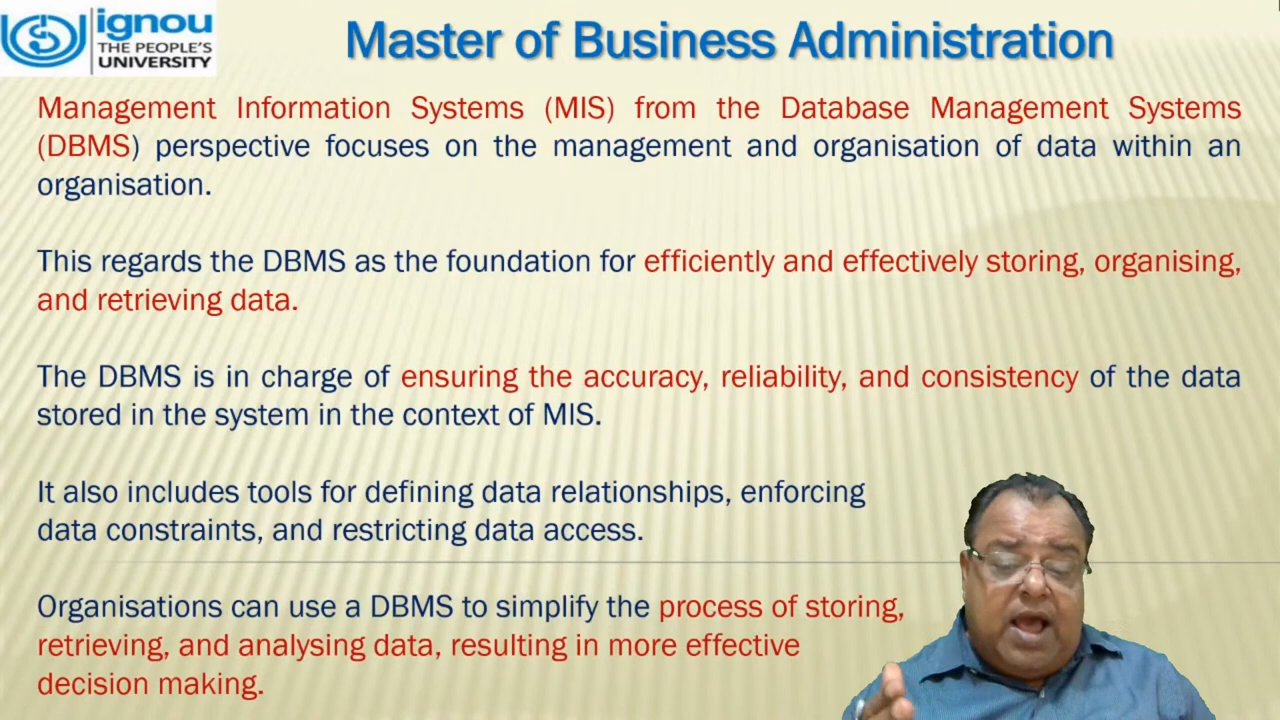 ignou
THE PEOPLE'S
UNIVERSITY
Master of Business Administration
Management Information Systems (MIS) from the Database Management Systems
(DBMS) perspective focuses on the management and organisation of data within an
organisation.
This regards the DBMS as the foundation for efficiently and effectively storing, organising,
and retrieving data.
The DBMS is in charge of ensuring the accuracy, reliability, and consistency of the data
stored in the system in the context of MIS.
It also includes tools for defining data relationships, enforcing
data constraints, and restricting data access.
Organisations can use a DBMS to simplify the process of storing,
retrieving, and analysing data, resulting in more effective
decision making.